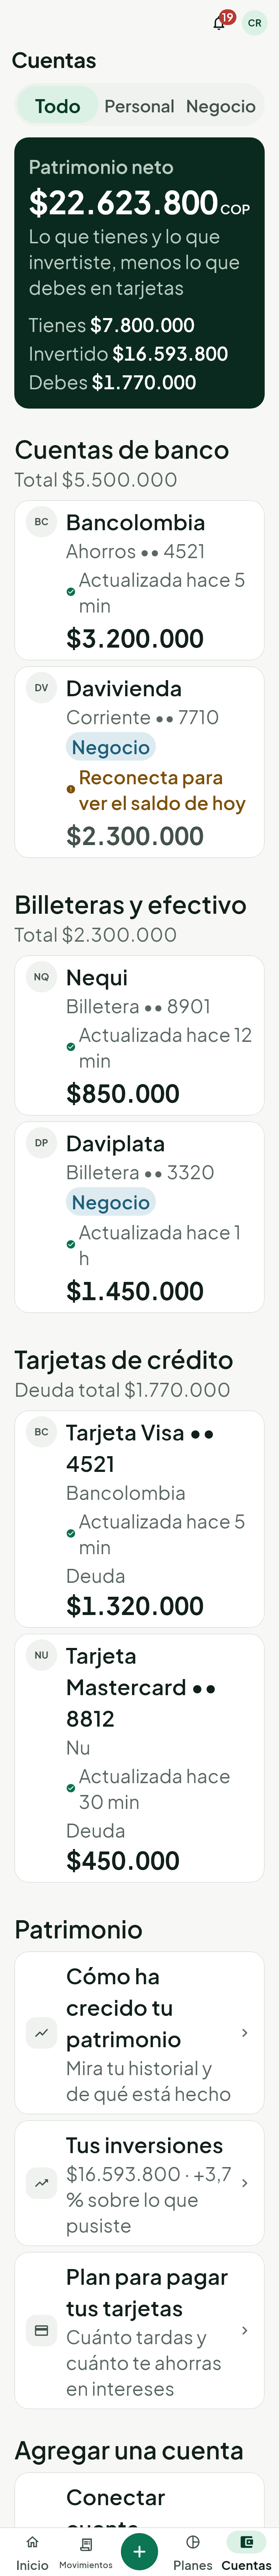 19
CR
Cuentas
Todo Personal Negocio
Patrimonio neto
$22.623.800 COP
Lo que tienes y lo que
invertiste, menos lo que
debes en tarjetas
Tienes $7.800.000
Invertido $16.593.800
Debes $1.770.000
Cuentas de banco
Total $5.500.000
BC
Bancolombia
Ahorros •• 4521
Actualizada hace 5
min
$3.200.000
DV
Davivienda
Corriente •• 7710
Negocio
Reconecta para
ver el saldo de hoy
$2.300.000
Billeteras y efectivo
Total $2.300.000
NQ
Nequi
Billetera •• 8901
Actualizada hace 12
min
$850.000
DP
Daviplata
Billetera •• 3320
Negocio
Actualizada hace 1
h
$1.450.000
Tarjetas de crédito
Deuda total $1.770.000
BC
Tarjeta Visa ••
4521
Bancolombia
Actualizada hace 5
min
Deuda
$1.320.000
NU
Tarjeta
Mastercard ••
8812
Nu
Actualizada hace
30 min
Deuda
$450.000
Patrimonio
Cómo ha
crecido tu
patrimonio
Mira tu historial y
de qué está hecho
Tus inversiones
$16.593.800 · +3,7
% sobre lo que
pusiste
Plan para pagar
tus tarjetas
Cuánto tardas y
cuánto te ahorras
en intereses
Agregar una cuenta
Conectar
cuenta
Inicio Movimientos Planes Cuentas